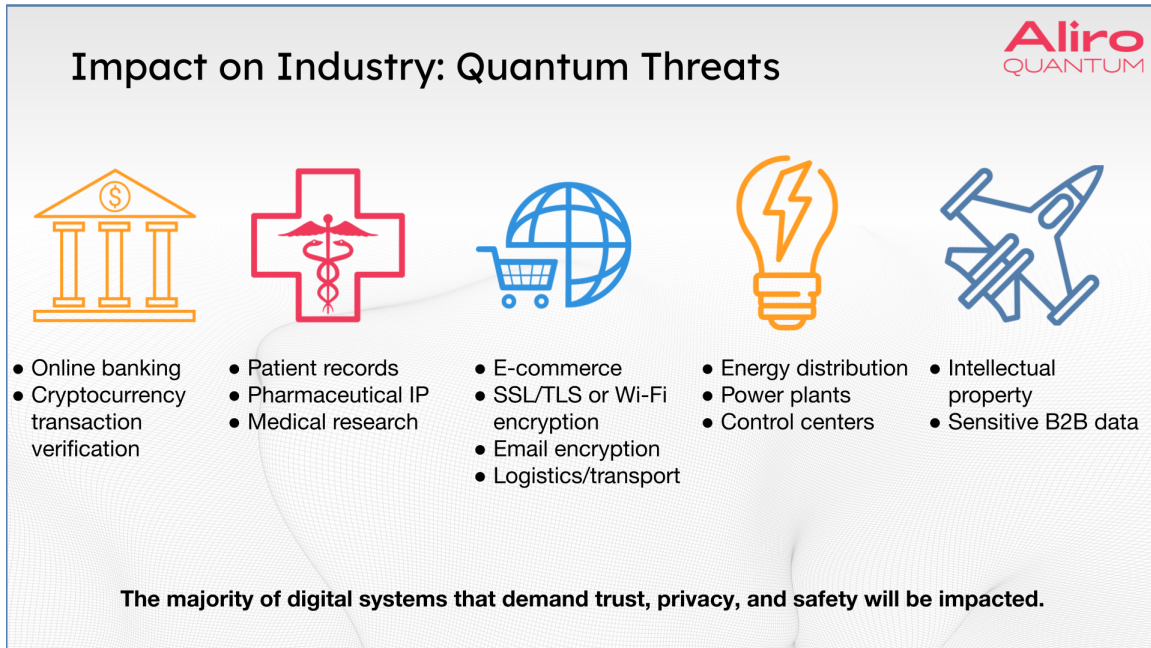 Impact on Industry: Quantum Threats
Aliro
QUANTUM
$
● Online banking
● Cryptocurrency
transaction
verification
● Patient records
● Pharmaceutical IP
● Medical research
● E-commerce
● SSL/TLS or Wi-Fi
encryption
● Email encryption
● Logistics/transport
● Energy distribution
● Power plants
● Control centers
● Intellectual
property
● Sensitive B2B data
The majority of digital systems that demand trust, privacy, and safety will be impacted.